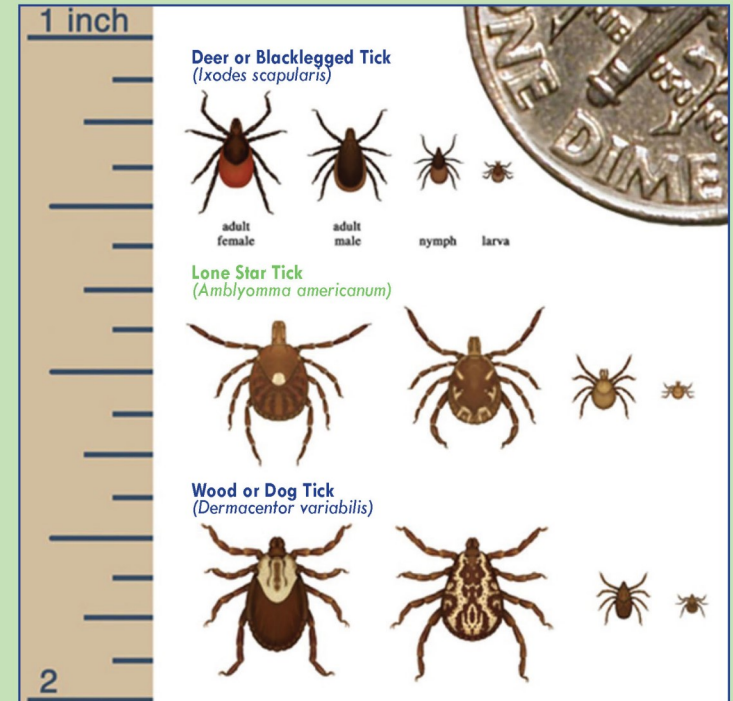 1 inch
Deer or Blacklegged Tick
(Ixodes scapularis)
ONE DIME
adult female
adult male
nymph
larva
Lone Star Tick
(Amblyomma americanum)
Wood or Dog Tick
(Dermacentor variabilis)
2